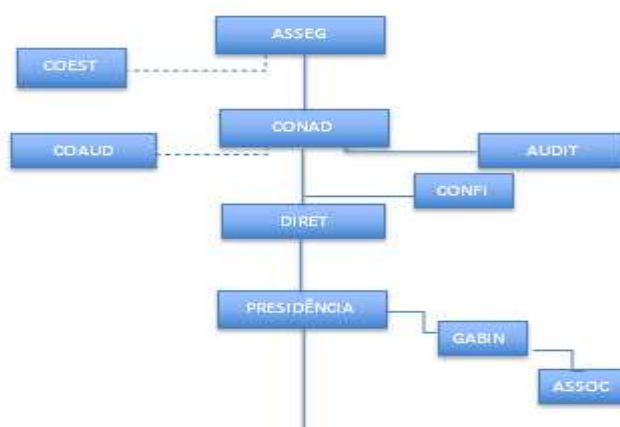 ASSEG
COEST
CONAD
COAUD
AUDIT
CONFI
DIRET
PRESIDÊNCIA
GABIN
ASSOC